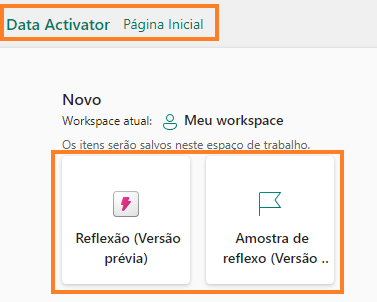 Data Activator Página Inicial
Novo
Workspace atual: Meu workspace
Os itens serão salvos neste espaço de trabalho.
Reflexão (Versão
prévia)
Amostra de
reflexo (Versão ..